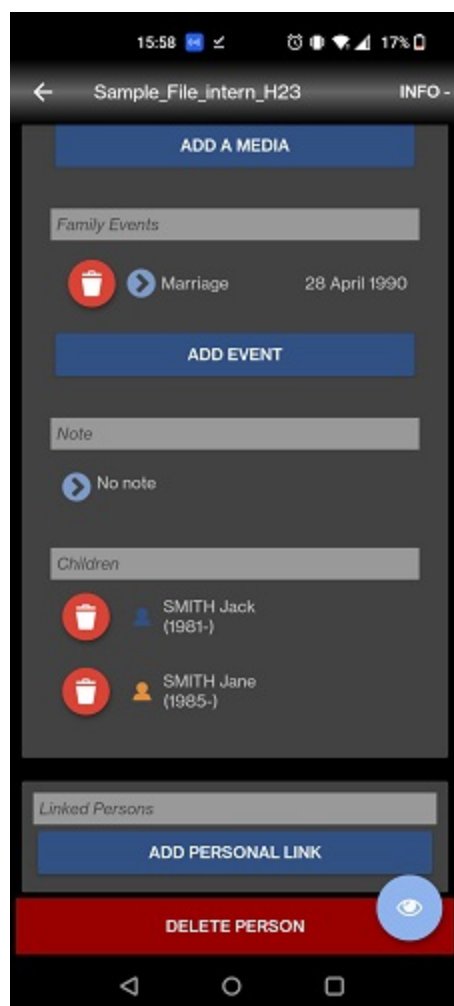 15:58 17%
Sample_File_intern_H23 INFO -
ADD A MEDIA
Family Events
Marriage 28 April 1990
ADD EVENT
Note
No note
Children
SMITH Jack
(1981-)
SMITH Jane
(1985-)
Linked Persons
ADD PERSONAL LINK
DELETE PERSON